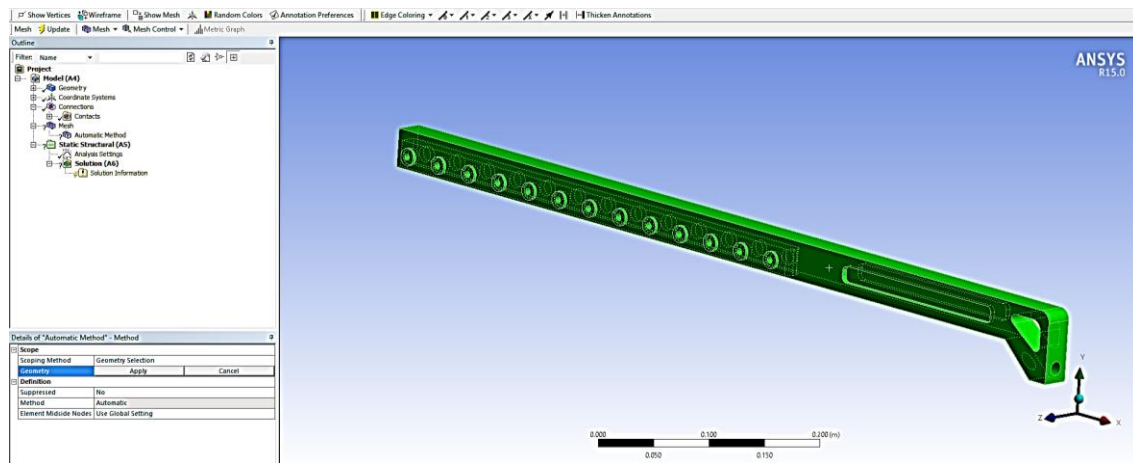 Show Vertices Wireframe Show Mesh Random Colors Annotation Preferences Edge Coloring Thicken Annotations
Mesh Update Mesh Mesh Control Metric Graph
Outline
Filter: Name
Project
Model (A4)
Geometry
Coordinate Systems
Connections
Contacts
Mesh
Automatic Method
Static Structural (A5)
Analysis Settings
Solution (A6)
Solution Information
Details of "Automatic Method" - Method
Scope
Scoping Method Geometry Selection
Geometry Apply Cancel
Definition
Suppressed No
Method Automatic
Element Midside Nodes Use Global Setting
ANSYS
R15.0
Y
Z X
0.000 0.100 0.200 (m)
0.050 0.150